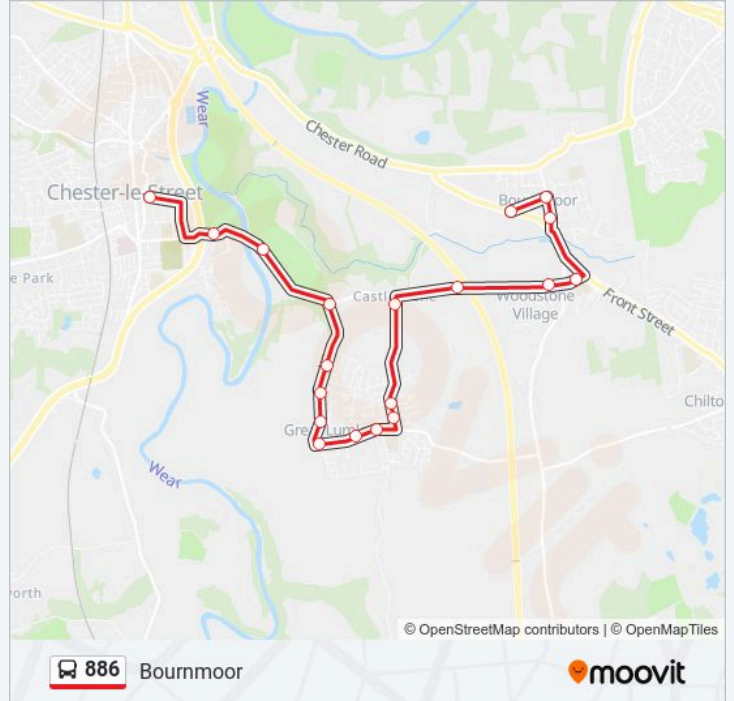 Wear
Chester Road
Chester-le-Street
e Park
Woodstone
Village
Front Street
Chilto
Wear
orth
© OpenStreetMap contributors | © OpenMapTiles
886 Bournmoor
moovit